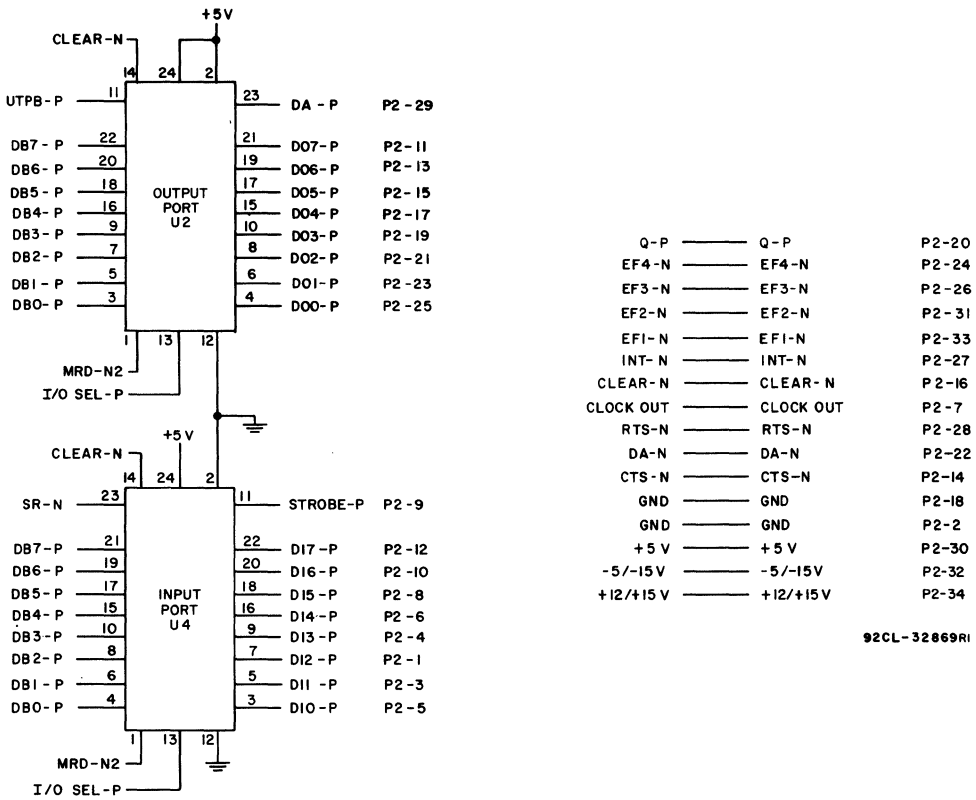 +5V
CLEAR-N
14 24 2
UTPB-P 11 23 DA-P P2-29
DB7-P 22 21 DO7-P P2-11
DB6-P 20 19 DO6-P P2-13
DB5-P 18 17 DO5-P P2-15
DB4-P 16 15 DO4-P P2-17
DB3-P 9 10 DO3-P P2-19
DB2-P 7 8 DO2-P P2-21
DB1-P 5 6 DO1-P P2-23
DB0-P 3 4 DO0-P P2-25
OUTPUT
PORT
U2
1 13 12
MRD-N2
I/O SEL-P
+5V
CLEAR-N
14 24 2
SR-N 23 11 STROBE-P P2-9
DB7-P 21 22 DI7-P P2-12
DB6-P 19 20 DI6-P P2-10
DB5-P 17 18 DI5-P P2-8
DB4-P 15 16 DI4-P P2-6
DB3-P 10 9 DI3-P P2-4
DB2-P 8 7 DI2-P P2-1
DB1-P 6 5 DI1-P P2-3
DB0-P 4 3 DI0-P P2-5
INPUT
PORT
U4
1 13 12
MRD-N2
I/O SEL-P
Q-P Q-P P2-20
EF4-N EF4-N P2-24
EF3-N EF3-N P2-26
EF2-N EF2-N P2-31
EF1-N EF1-N P2-33
INT-N INT-N P2-27
CLEAR-N CLEAR-N P2-16
CLOCK OUT CLOCK OUT P2-7
RTS-N RTS-N P2-28
DA-N DA-N P2-22
CTS-N CTS-N P2-14
GND GND P2-18
GND GND P2-2
+5V +5V P2-30
-5/-15V -5/-15V P2-32
+12/+15V +12/+15V P2-34
92CL-32869R1